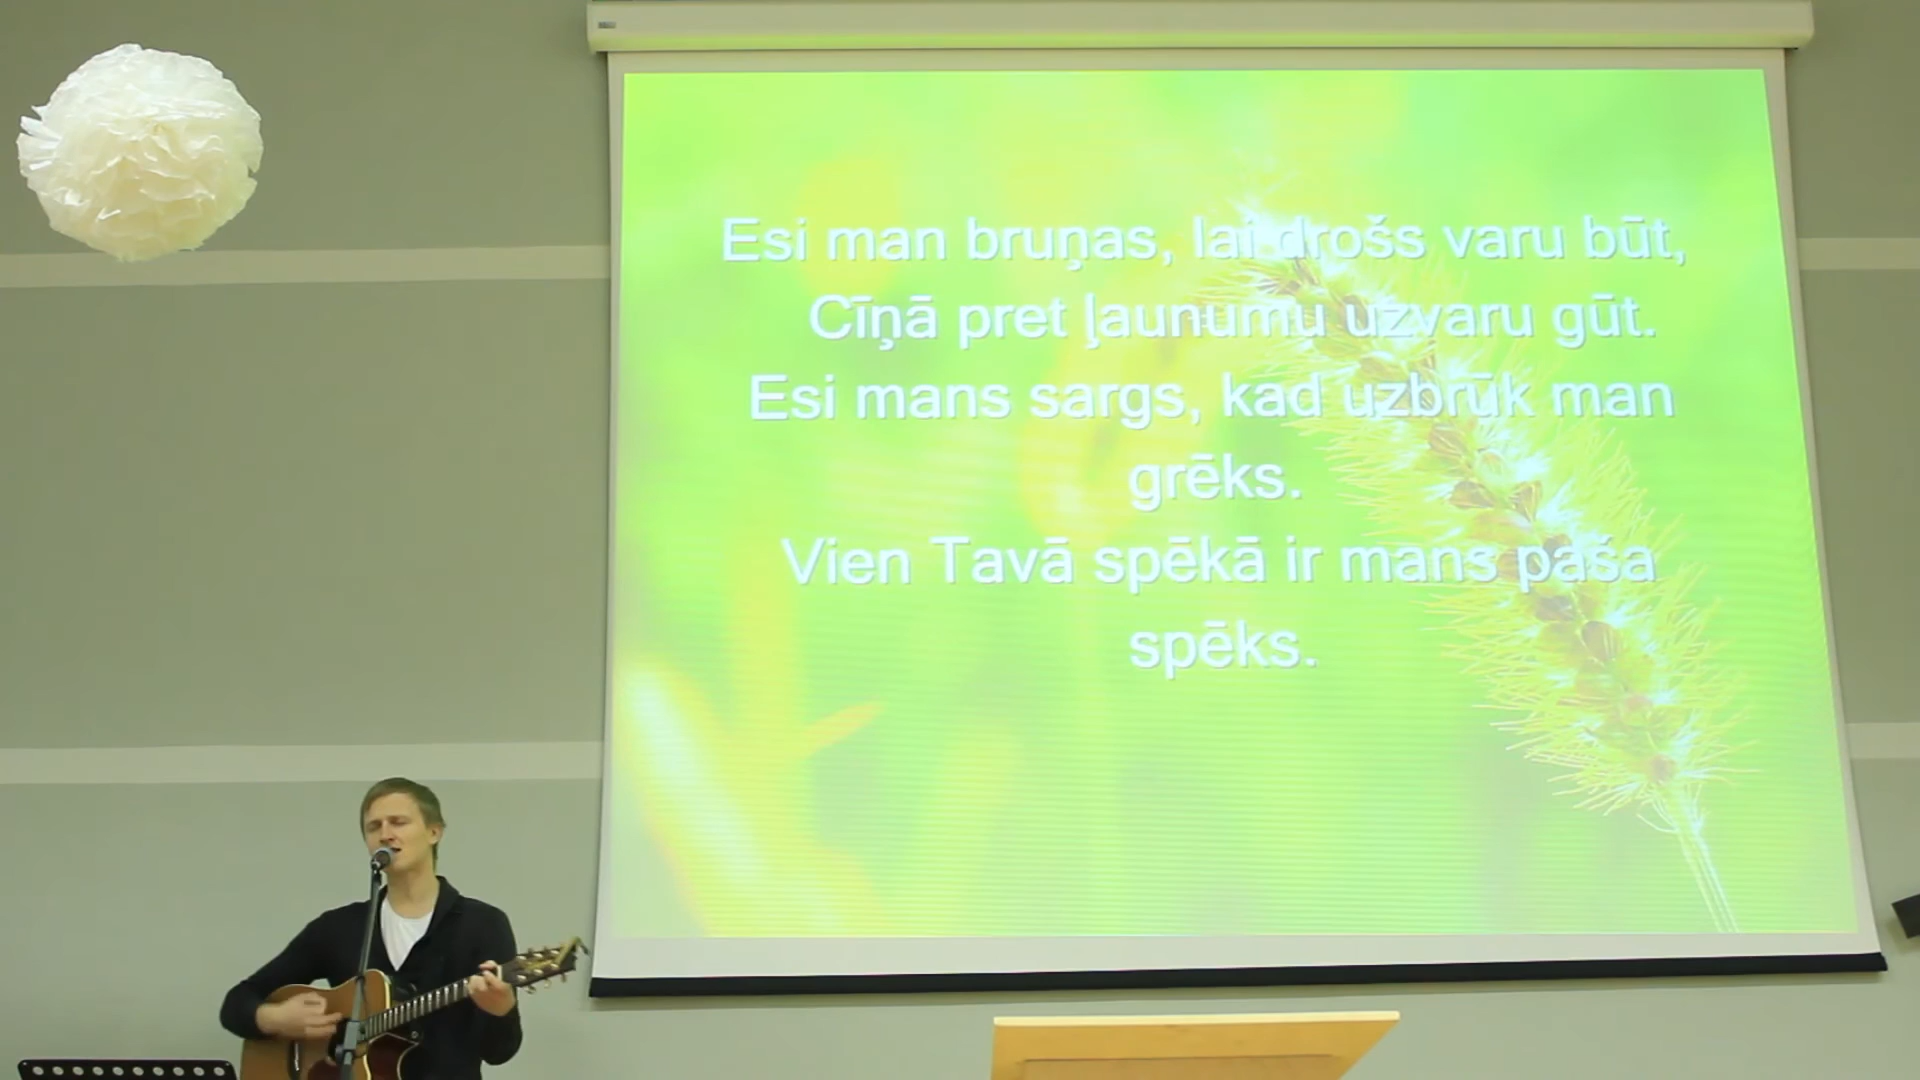 Esi man bruņas, lai drošs varu būt,
Cīņā pret ļaunumu uzvaru gūt.
Esi mans sargs, kad uzbrūk man
grēks.
Vien Tavā spēkā ir mans paša
spēks.